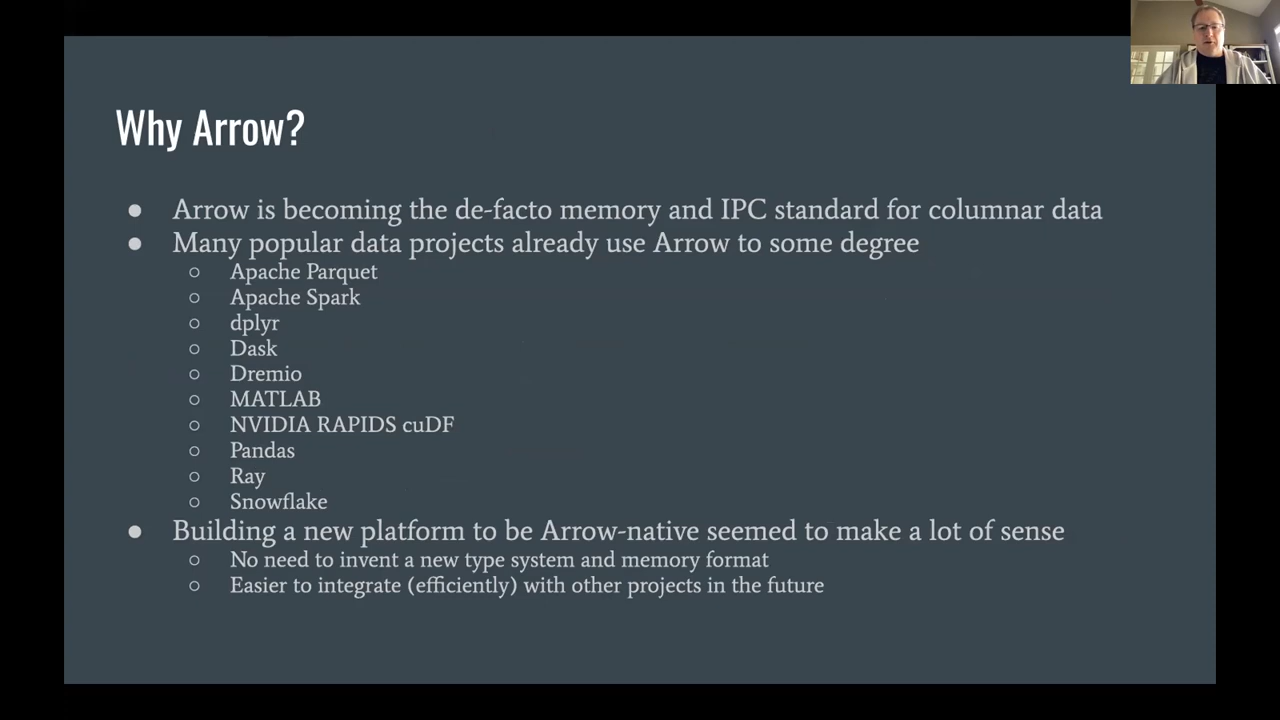 Why Arrow?
● Arrow is becoming the de-facto memory and IPC standard for columnar data
● Many popular data projects already use Arrow to some degree
○ Apache Parquet
○ Apache Spark
○ dplyr
○ Dask
○ Dremio
○ MATLAB
○ NVIDIA RAPIDS cuDF
○ Pandas
○ Ray
○ Snowflake
● Building a new platform to be Arrow-native seemed to make a lot of sense
○ No need to invent a new type system and memory format
○ Easier to integrate (efficiently) with other projects in the future